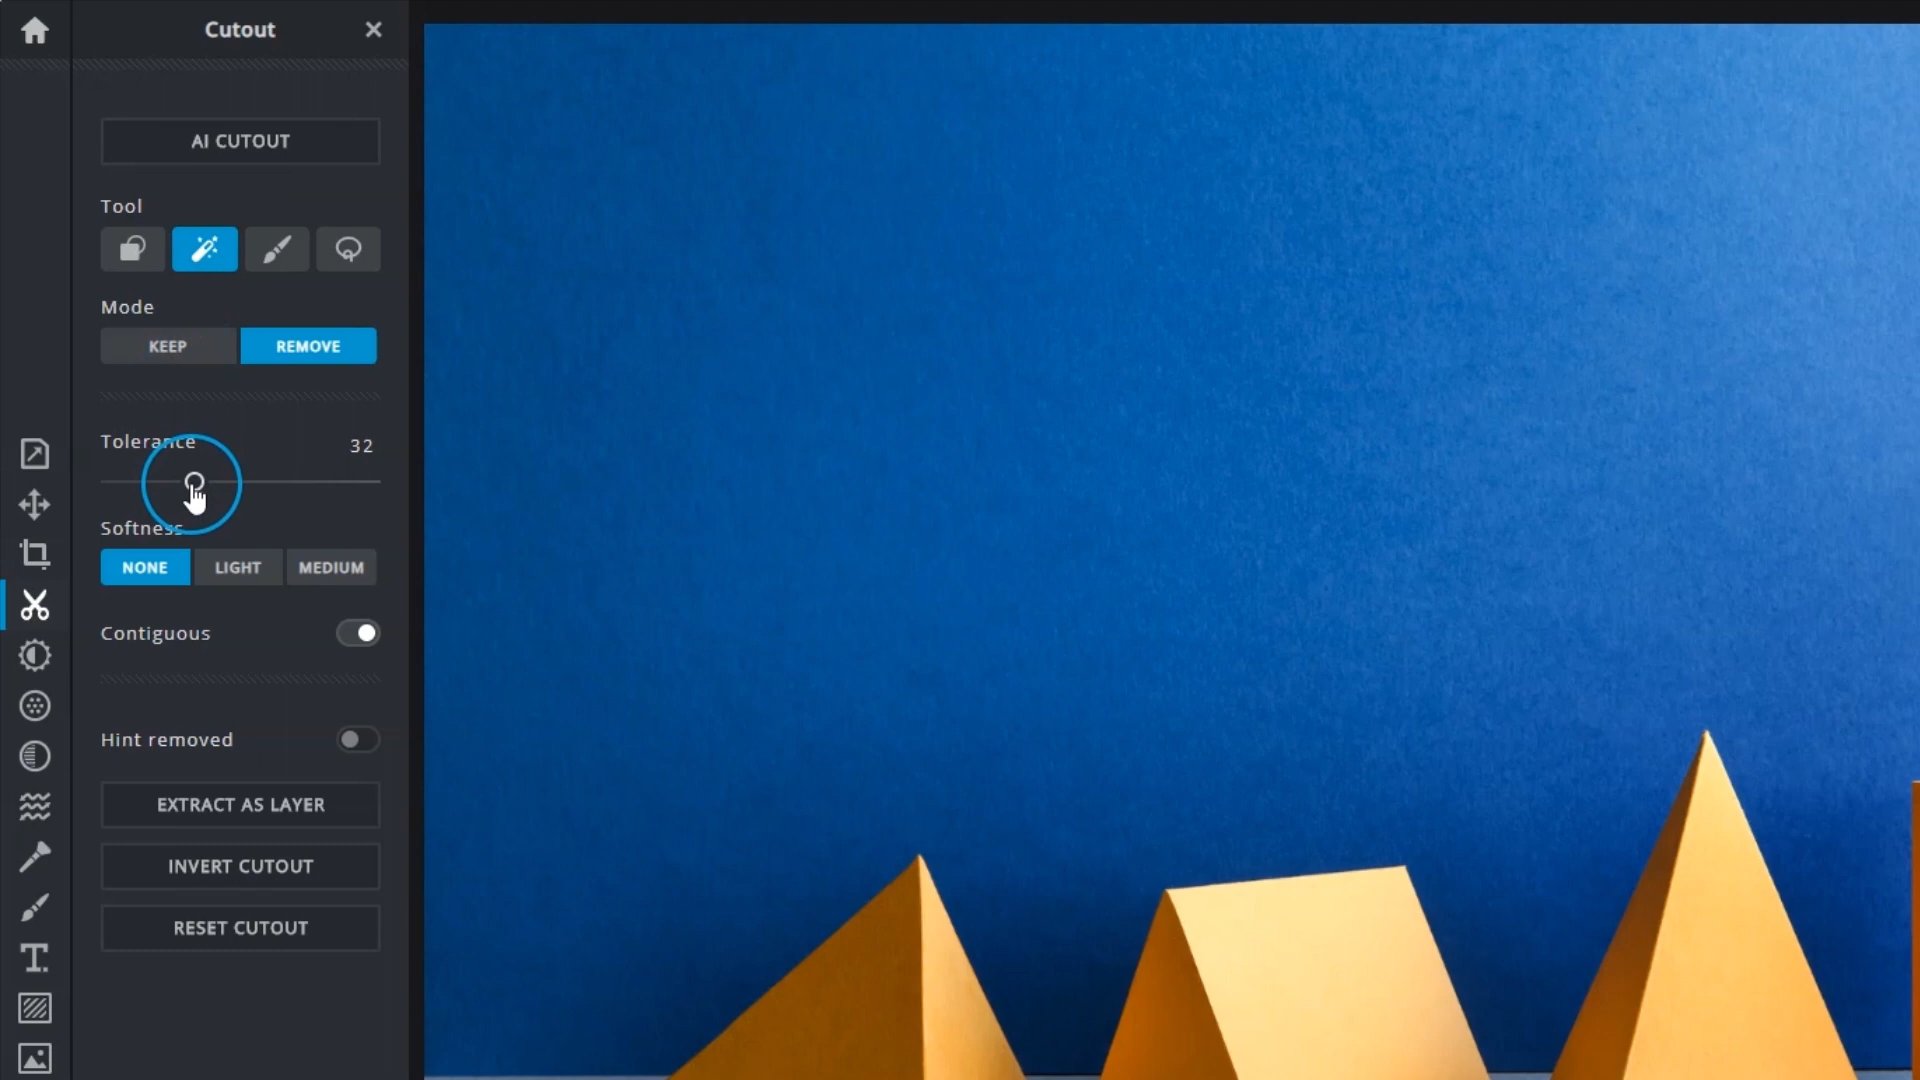 Cutout
AI CUTOUT
Tool
Mode
KEEP REMOVE
Tolerance 32
Softness
NONE LIGHT MEDIUM
Contiguous
Hint removed
EXTRACT AS LAYER
INVERT CUTOUT
RESET CUTOUT